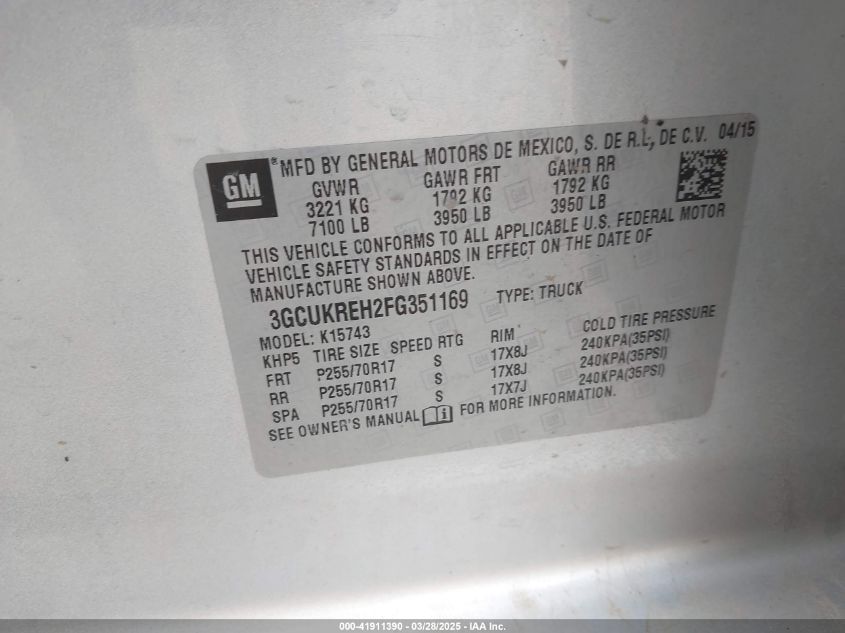 GM
® MFD BY GENERAL MOTORS DE MEXICO, S. DE R.L, DE C.V. 04/15
GVWR GAWR FRT GAWR RR
3221 KG 1792 KG 1792 KG
7100 LB 3950 LB 3950 LB
THIS VEHICLE CONFORMS TO ALL APPLICABLE U.S. FEDERAL MOTOR
VEHICLE SAFETY STANDARDS IN EFFECT ON THE DATE OF
MANUFACTURE SHOWN ABOVE.
3GCUKREH2FG351169 TYPE: TRUCK
MODEL: K15743
KHP5 TIRE SIZE SPEED RTG RIM COLD TIRE PRESSURE
FRT P255/70R17 S 17X8J 240KPA(35PSI)
RR P255/70R17 S 17X8J 240KPA(35PSI)
SPA P255/70R17 S 17X7J 240KPA(35PSI)
SEE OWNER'S MANUAL i FOR MORE INFORMATION.
000-41911390 - 03/28/2025 - IAA Inc.